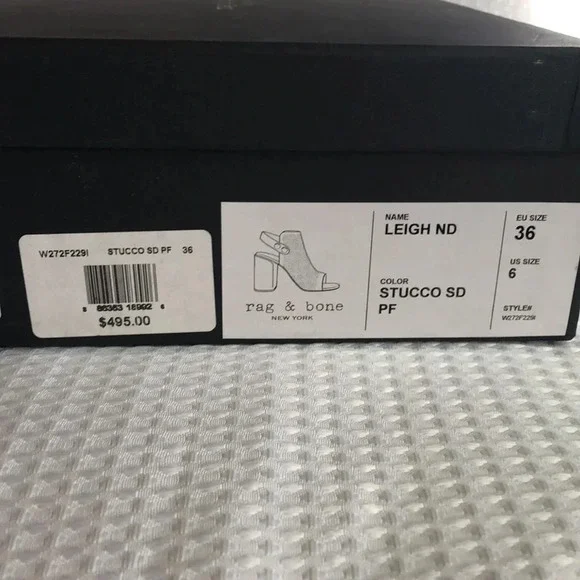 W272F229I STUCCO SD PF 36
$495.00
rag & bone
NEW YORK
NAME
LEIGH ND
COLOR
STUCCO SD
PF
EU SIZE
36
US SIZE
6
STYLE#
W272F229I